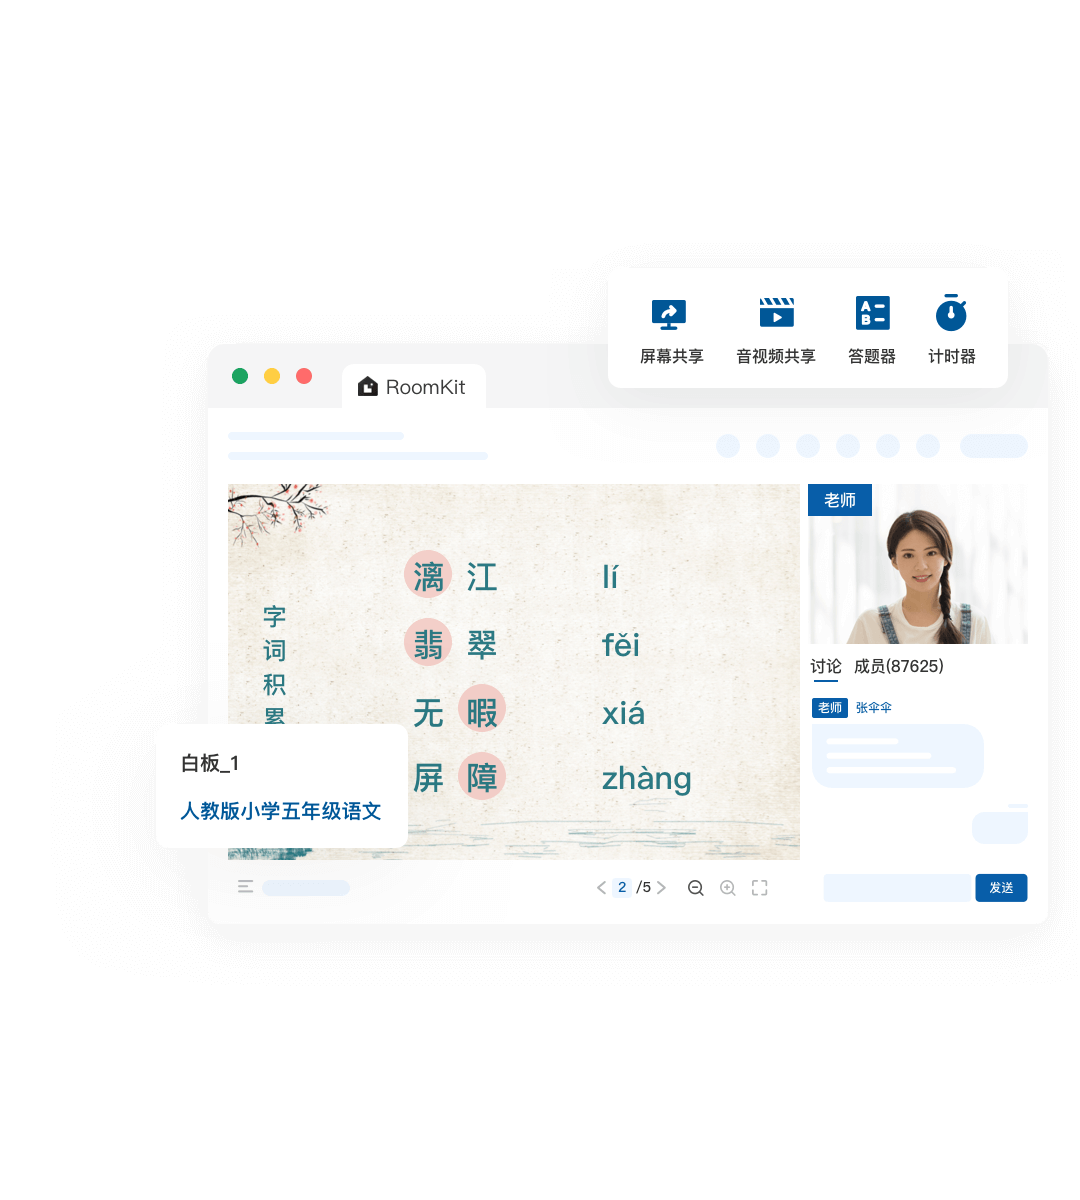 屏幕共享 音视频共享 答题器 计时器
RoomKit
老师
漓江 lí
翡翠 fěi
无暇 xiá
屏障 zhàng
字词积累
讨论 成员(87625)
老师 张伞伞
白板_1
人教版小学五年级语文
2 /5
发送